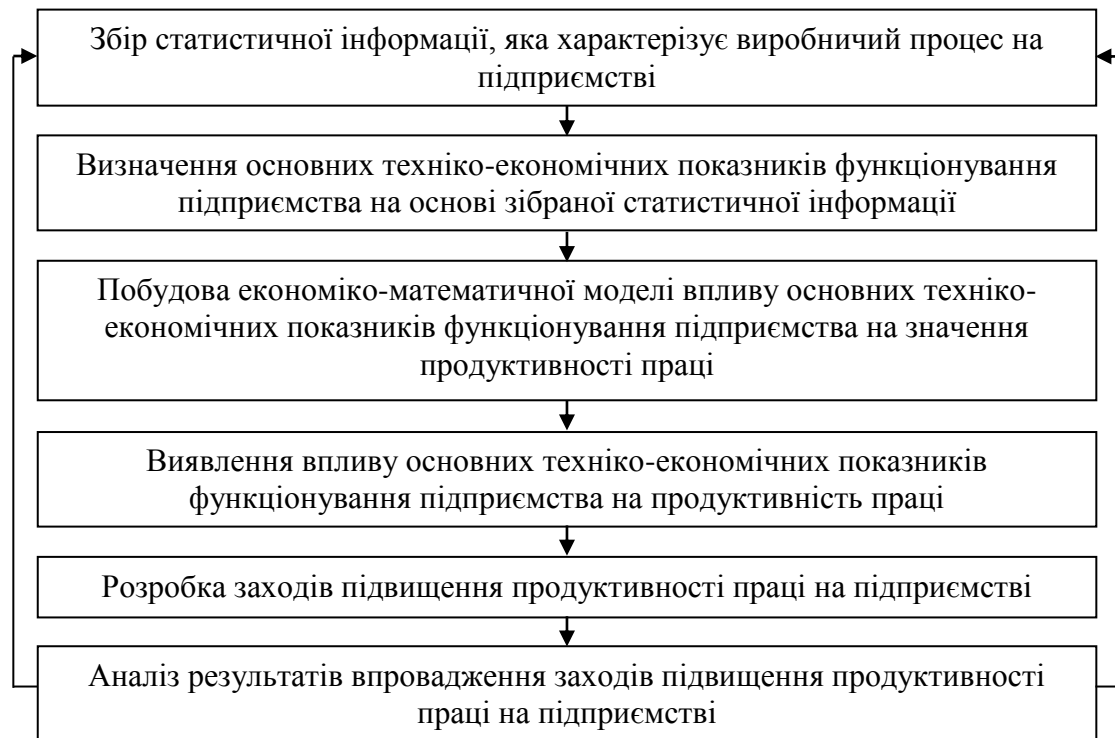 Збір статистичної інформації, яка характерізує виробничий процес на
підприємстві
Визначення основних техніко-економічних показників функціонування
підприємства на основі зібраної статистичної інформації
Побудова економіко-математичної моделі впливу основних техніко-
економічних показників функціонування підприємства на значення
продуктивності праці
Виявлення впливу основних техніко-економічних показників
функціонування підприємства на продуктивність праці
Розробка заходів підвищення продуктивності праці на підприємстві
Аналіз результатів впровадження заходів підвищення продуктивності
праці на підприємстві